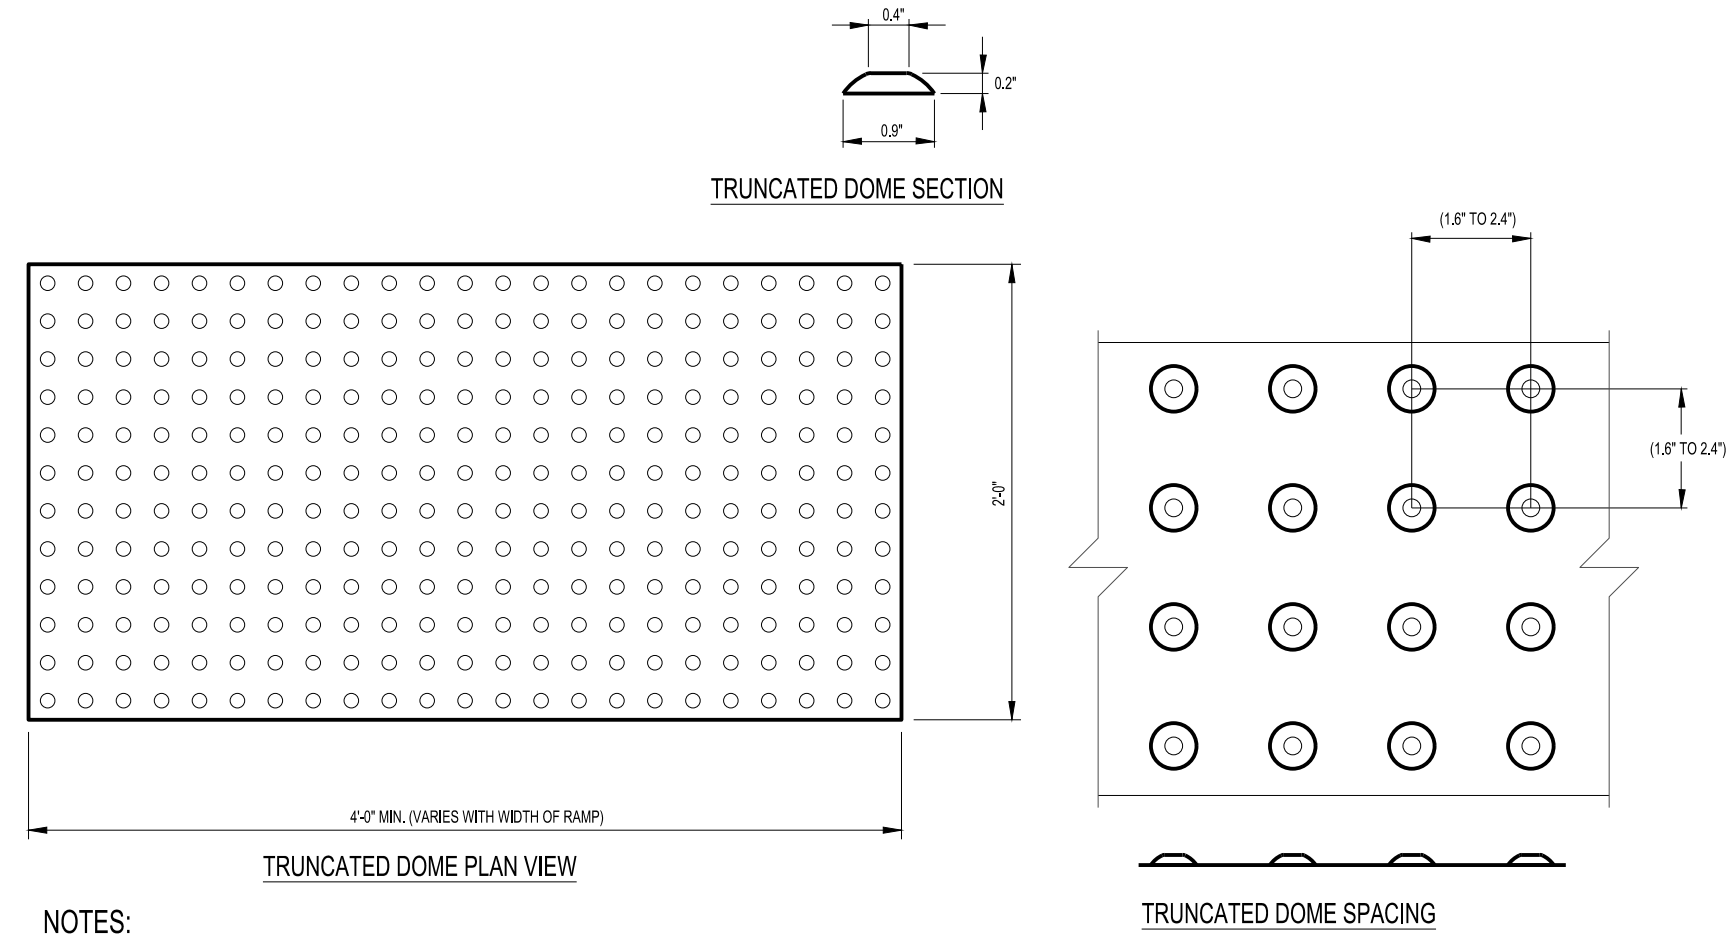 0.4"
0.2"
0.9"
TRUNCATED DOME SECTION
(1.6" TO 2.4")
(1.6" TO 2.4")
2'-0"
4'-0" MIN. (VARIES WITH WIDTH OF RAMP)
TRUNCATED DOME PLAN VIEW
TRUNCATED DOME SPACING
NOTES: